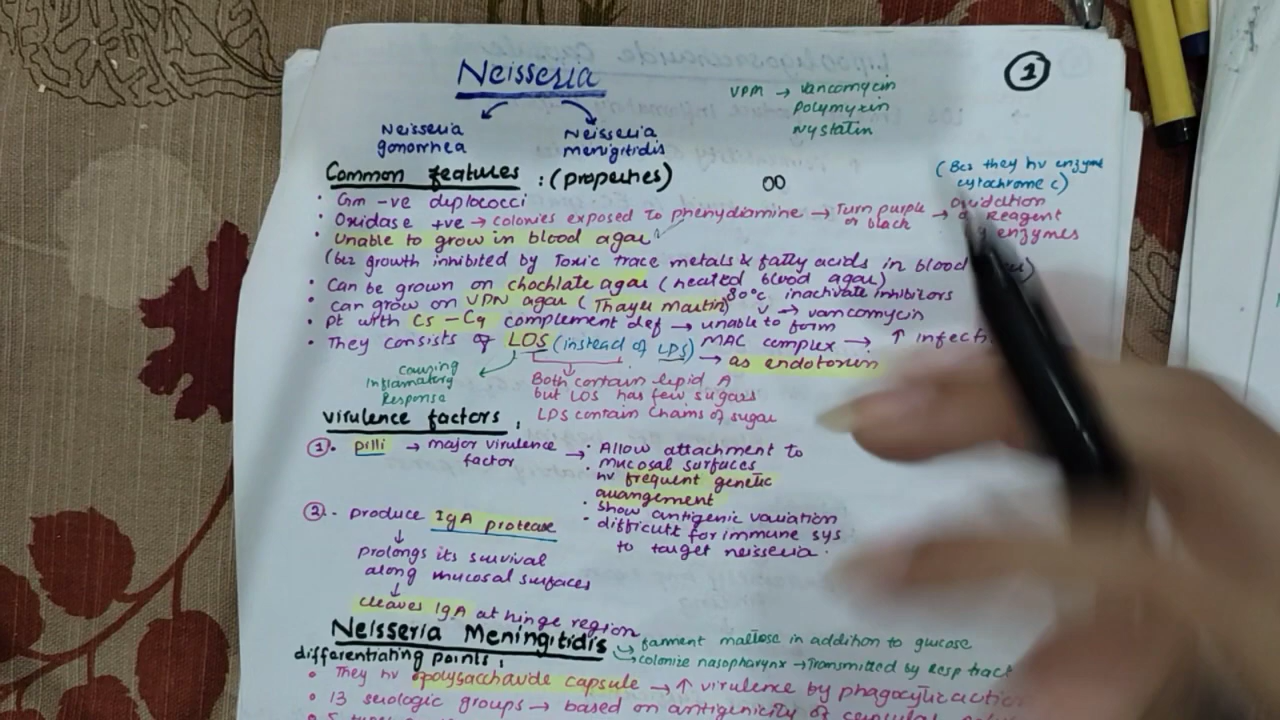 Neisseria
1
VPM → Vancomycin
Polymyxin
Nystatin
Neisseria gonorrhea
Neisseria menigitidis
Common features : (properties)
(Bcz they hv enzyme
cytochrome c)
• Gm -ve diplococci
• Oxidase +ve → colonies exposed to phenydiamine → Turn purple or black → oxidation
Reagent
enzymes
• Unable to grow in blood agar
(bcz growth inhibited by Toxic trace metals & fatty acids in blood
• Can be grown on chochlate agar (heated blood agar)
80°c inactivate inhibitors
• can grow on VPN agar (Thayer Martin) V → vancomycin
• pt with C5 - C9 complement def → unable to form
MAC complex → ↑
• They consists of LOS (instead of LPS) → as endotoxin
causing
Inflamatory
Response
Both contain lipid A
but LOS has few sugars
LPS contain chains of sugar
Virulence factors :
①. pilli → major virulence factor → • Allow attachment to
• mucosal surfaces
hv frequent genetic
arrangement
• show antigenic variation
• difficult for immune sys
to target neisseria.
②. - produce IgA protease
↓
prolongs its survival
along mucosal surfaces
↓
cleaves IgA at hinge region
Neisseria Meningitidis
→ ferment maltose in addition to glucose
→ colonize nasopharynx → Transmitted by resp tract
differentiating points :
• They hv polysaccharide capsule → ↑ virulence by
• 13 serologic groups → based on antigenicity of